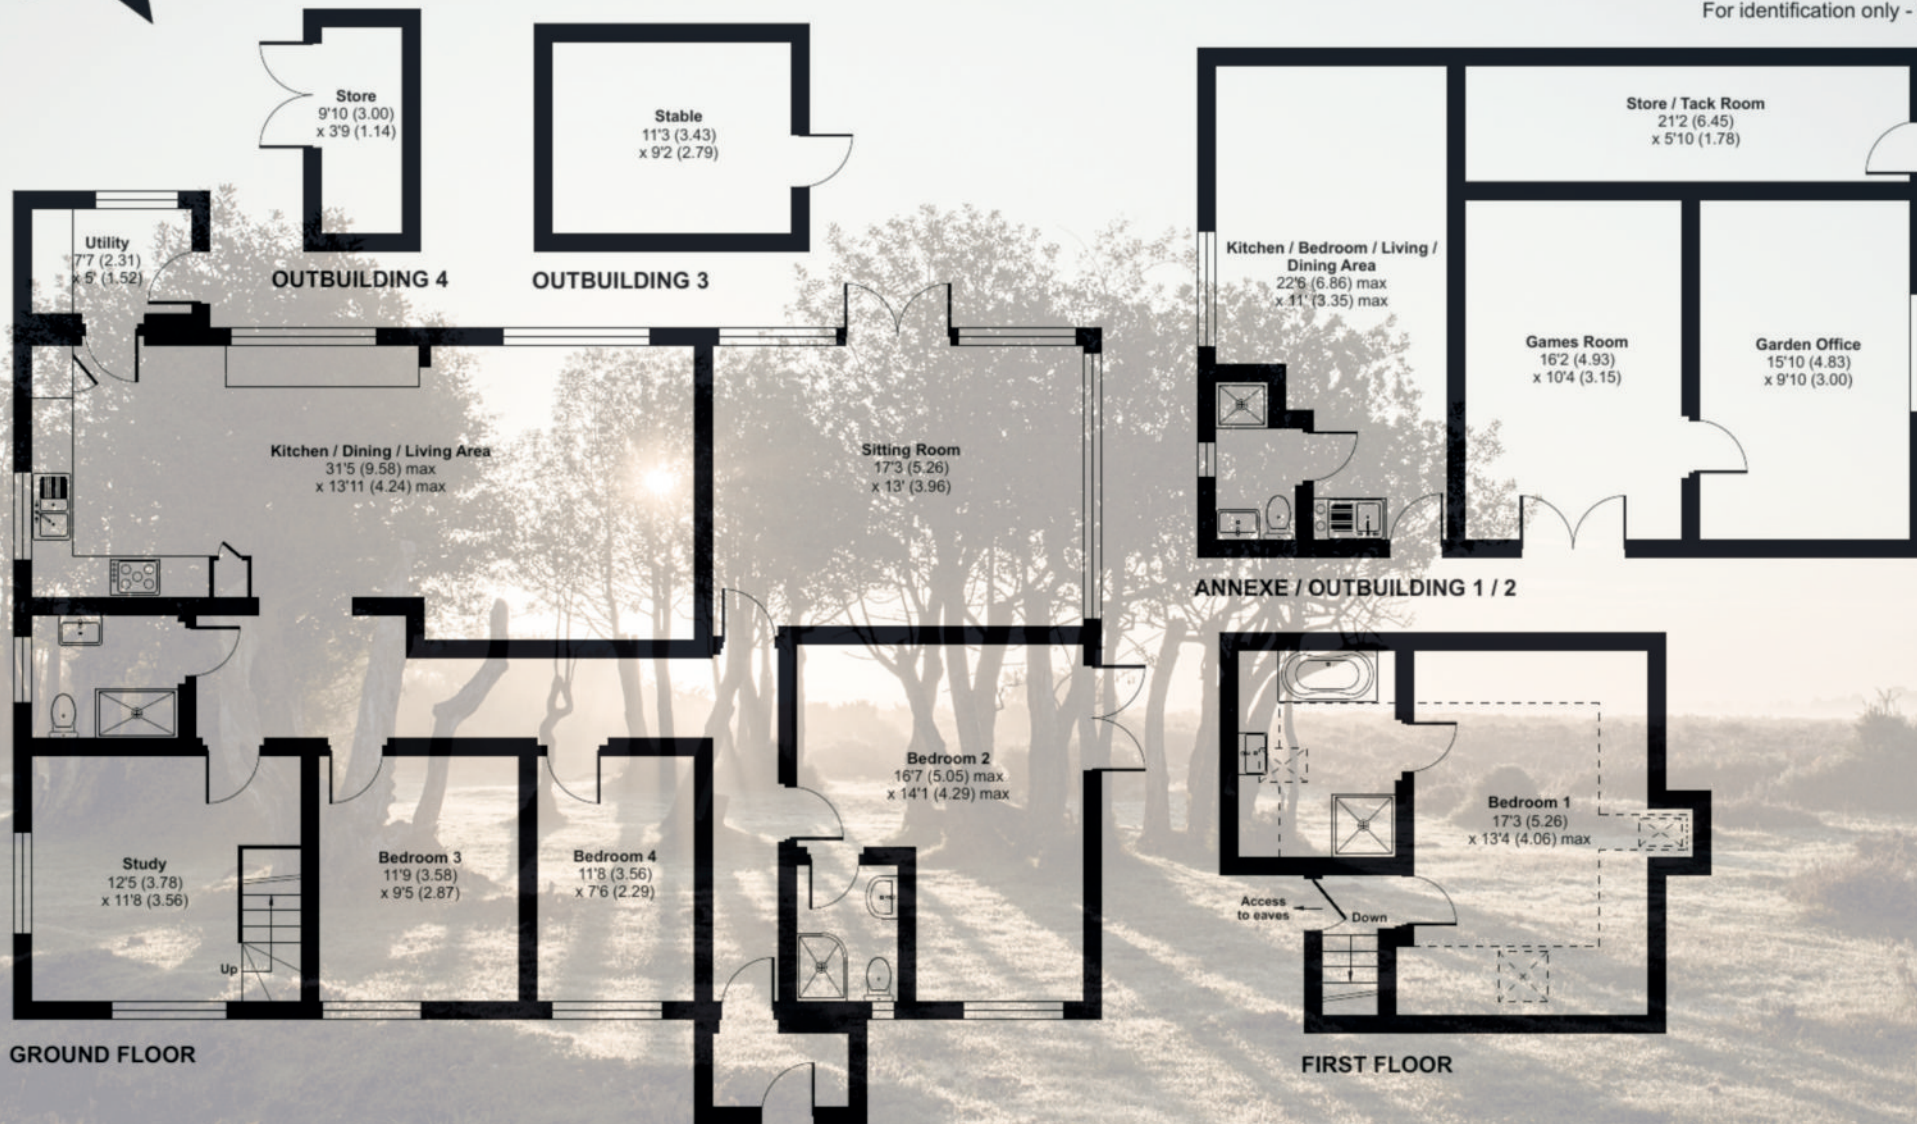 For identification only -
Store
9'10 (3.00)
x 3'9 (1.14)
OUTBUILDING 4
Stable
11'3 (3.43)
x 9'2 (2.79)
OUTBUILDING 3
Store / Tack Room
21'2 (6.45)
x 5'10 (1.78)
Kitchen / Bedroom / Living /
Dining Area
22'6 (6.86) max
x 11' (3.35) max
Games Room
16'2 (4.93)
x 10'4 (3.15)
Garden Office
15'10 (4.83)
x 9'10 (3.00)
ANNEXE / OUTBUILDING 1 / 2
Utility
7'7 (2.31)
x 5' (1.52)
Kitchen / Dining / Living Area
31'5 (9.58) max
x 13'11 (4.24) max
Sitting Room
17'3 (5.26)
x 13' (3.96)
Bedroom 2
16'7 (5.05) max
x 14'1 (4.29) max
Study
12'5 (3.78)
x 11'8 (3.56)
Up
Bedroom 3
11'9 (3.58)
x 9'5 (2.87)
Bedroom 4
11'8 (3.56)
x 7'6 (2.29)
GROUND FLOOR
Bedroom 1
17'3 (5.26)
x 13'4 (4.06) max
Access
to eaves
Down
FIRST FLOOR